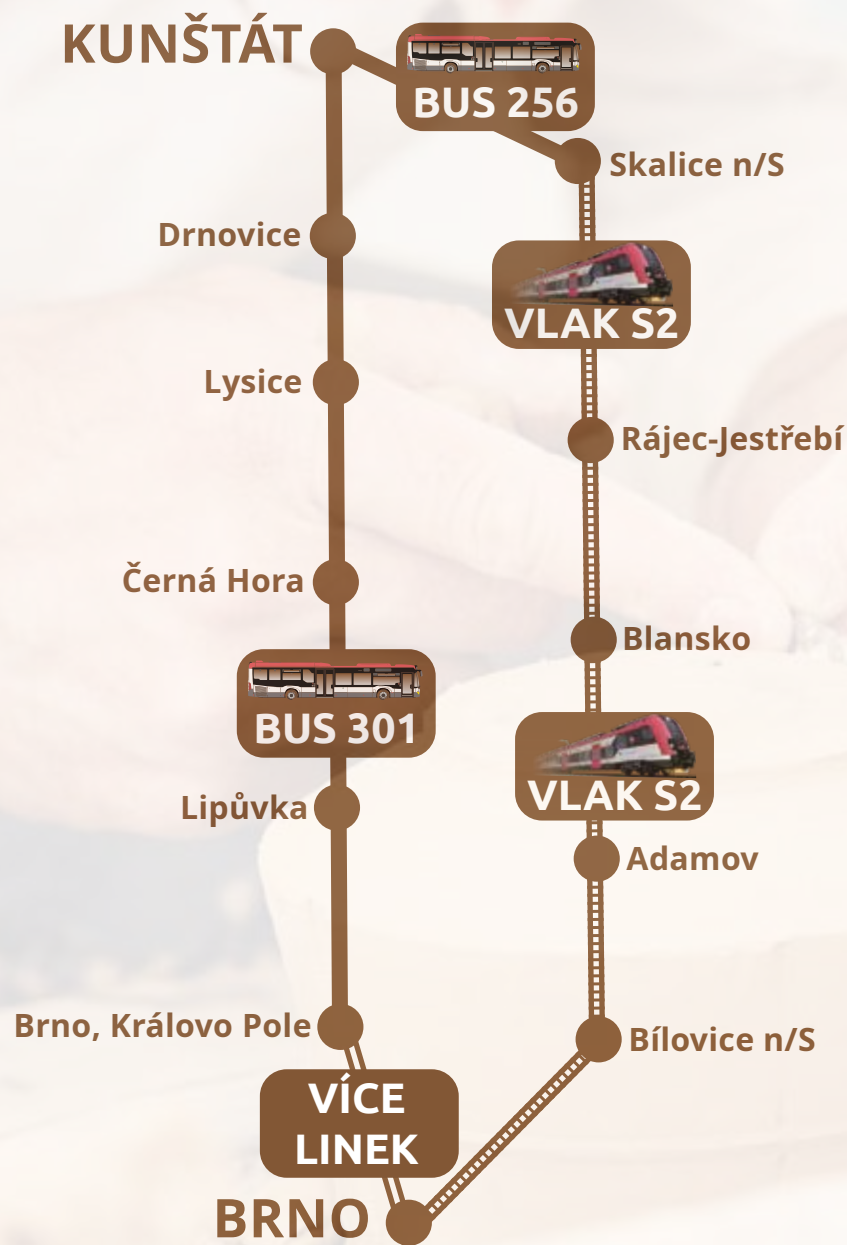 KUNŠTÁT
BUS 256
Skalice n/S
Drnovice
VLAK S2
Lysice
Rájec-Jestřebí
Černá Hora
Blansko
BUS 301
VLAK S2
Lipůvka
Adamov
Brno, Královo Pole
Bílovice n/S
VÍCE
LINEK
BRNO